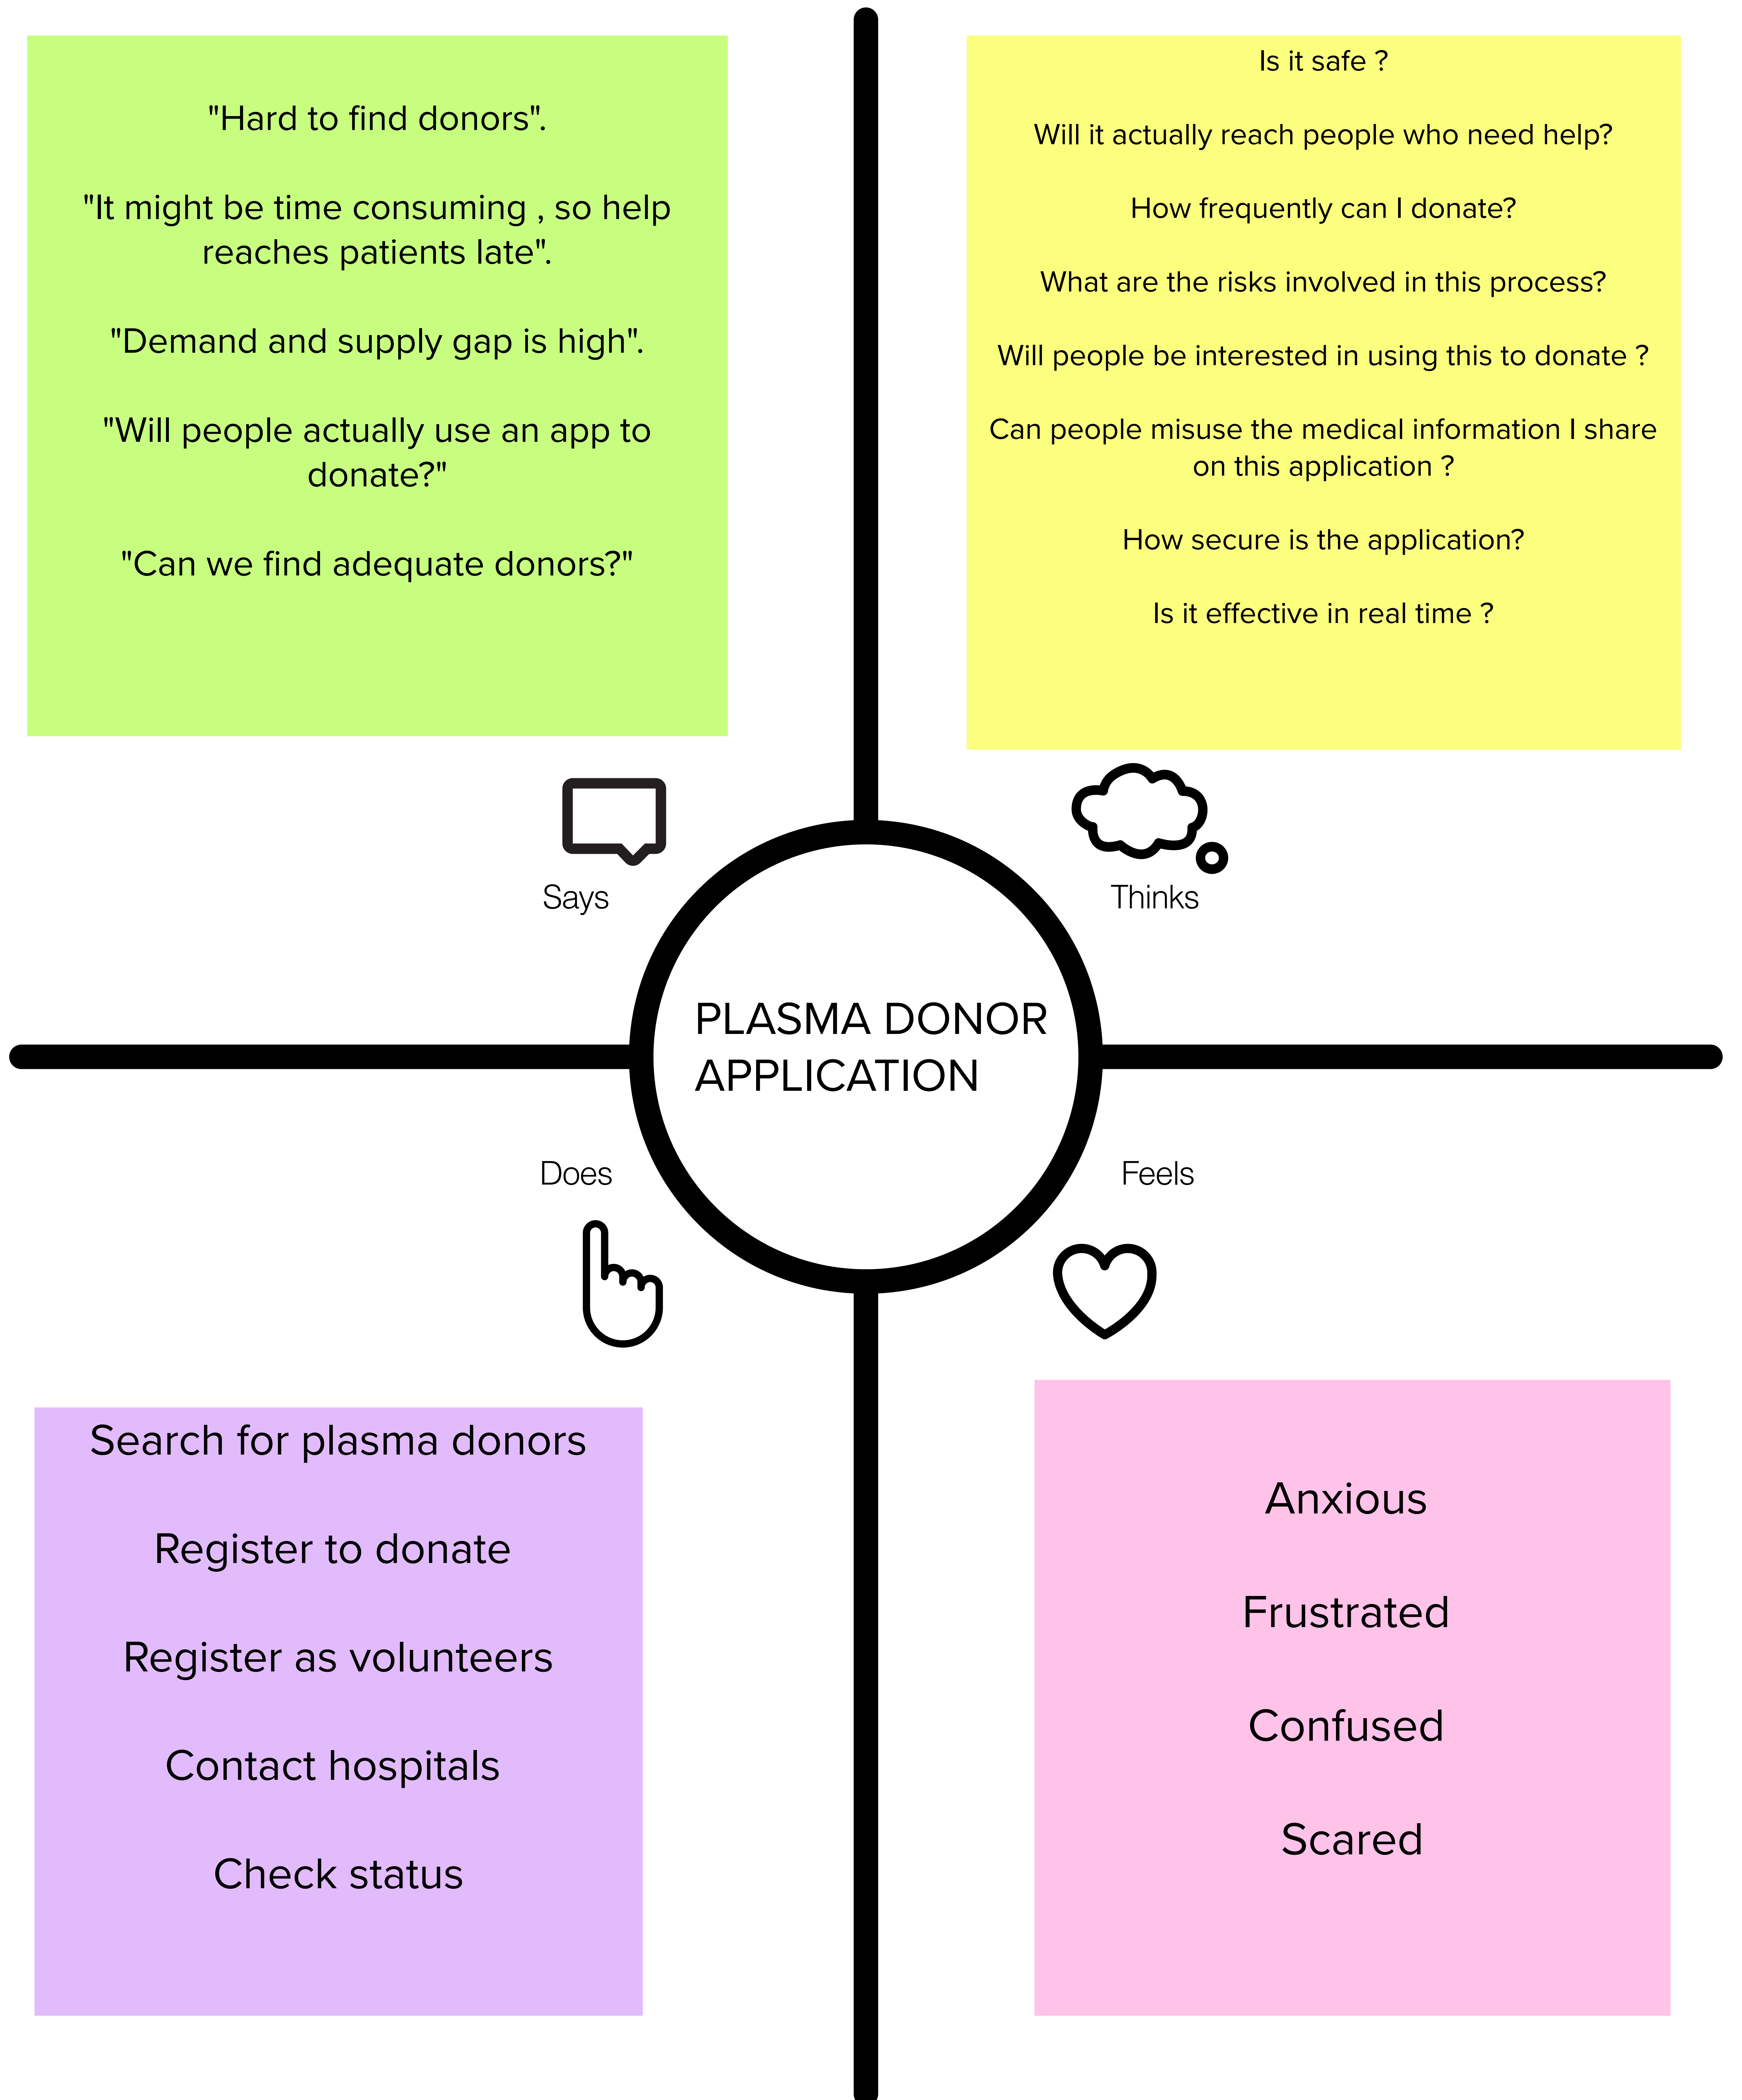 "Hard to find donors".
"It might be time consuming , so help
reaches patients late".
"Demand and supply gap is high".
"Will people actually use an app to
donate?"
"Can we find adequate donors?"
Is it safe ?
Will it actually reach people who need help?
How frequently can I donate?
What are the risks involved in this process?
Will people be interested in using this to donate ?
Can people misuse the medical information I share
on this application ?
How secure is the application?
Is it effective in real time ?
Says
Thinks
PLASMA DONOR
APPLICATION
Does
Feels
Search for plasma donors
Register to donate
Register as volunteers
Contact hospitals
Check status
Anxious
Frustrated
Confused
Scared